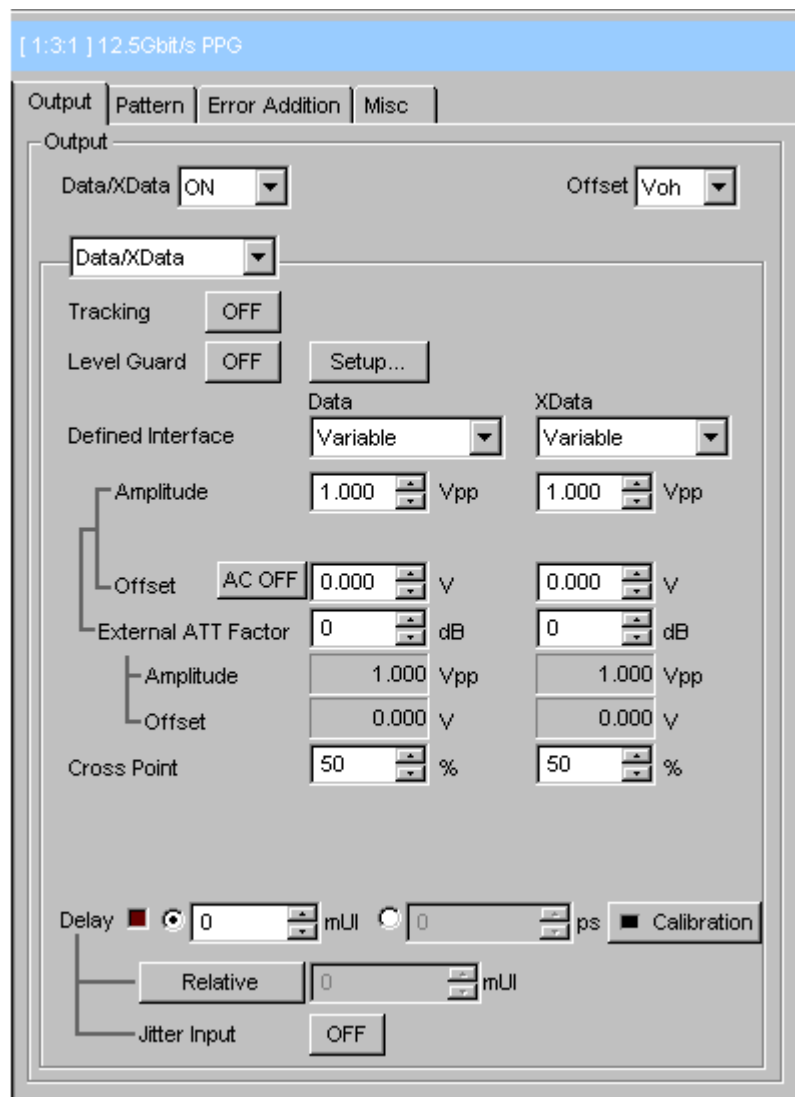 [ 1:3:1 ] 12.5Gbit/s PPG
Output Pattern Error Addition Misc
Output
Data/XData ON Offset Voh
Data/XData
Tracking OFF
Level Guard OFF Setup...
Data XData
Defined Interface Variable Variable
Amplitude 1.000 Vpp 1.000 Vpp
Offset AC OFF 0.000 V 0.000 V
External ATT Factor 0 dB 0 dB
Amplitude 1.000 Vpp 1.000 Vpp
Offset 0.000 V 0.000 V
Cross Point 50 % 50 %
Delay 0 mUI 0 ps Calibration
Relative 0 mUI
Jitter Input OFF